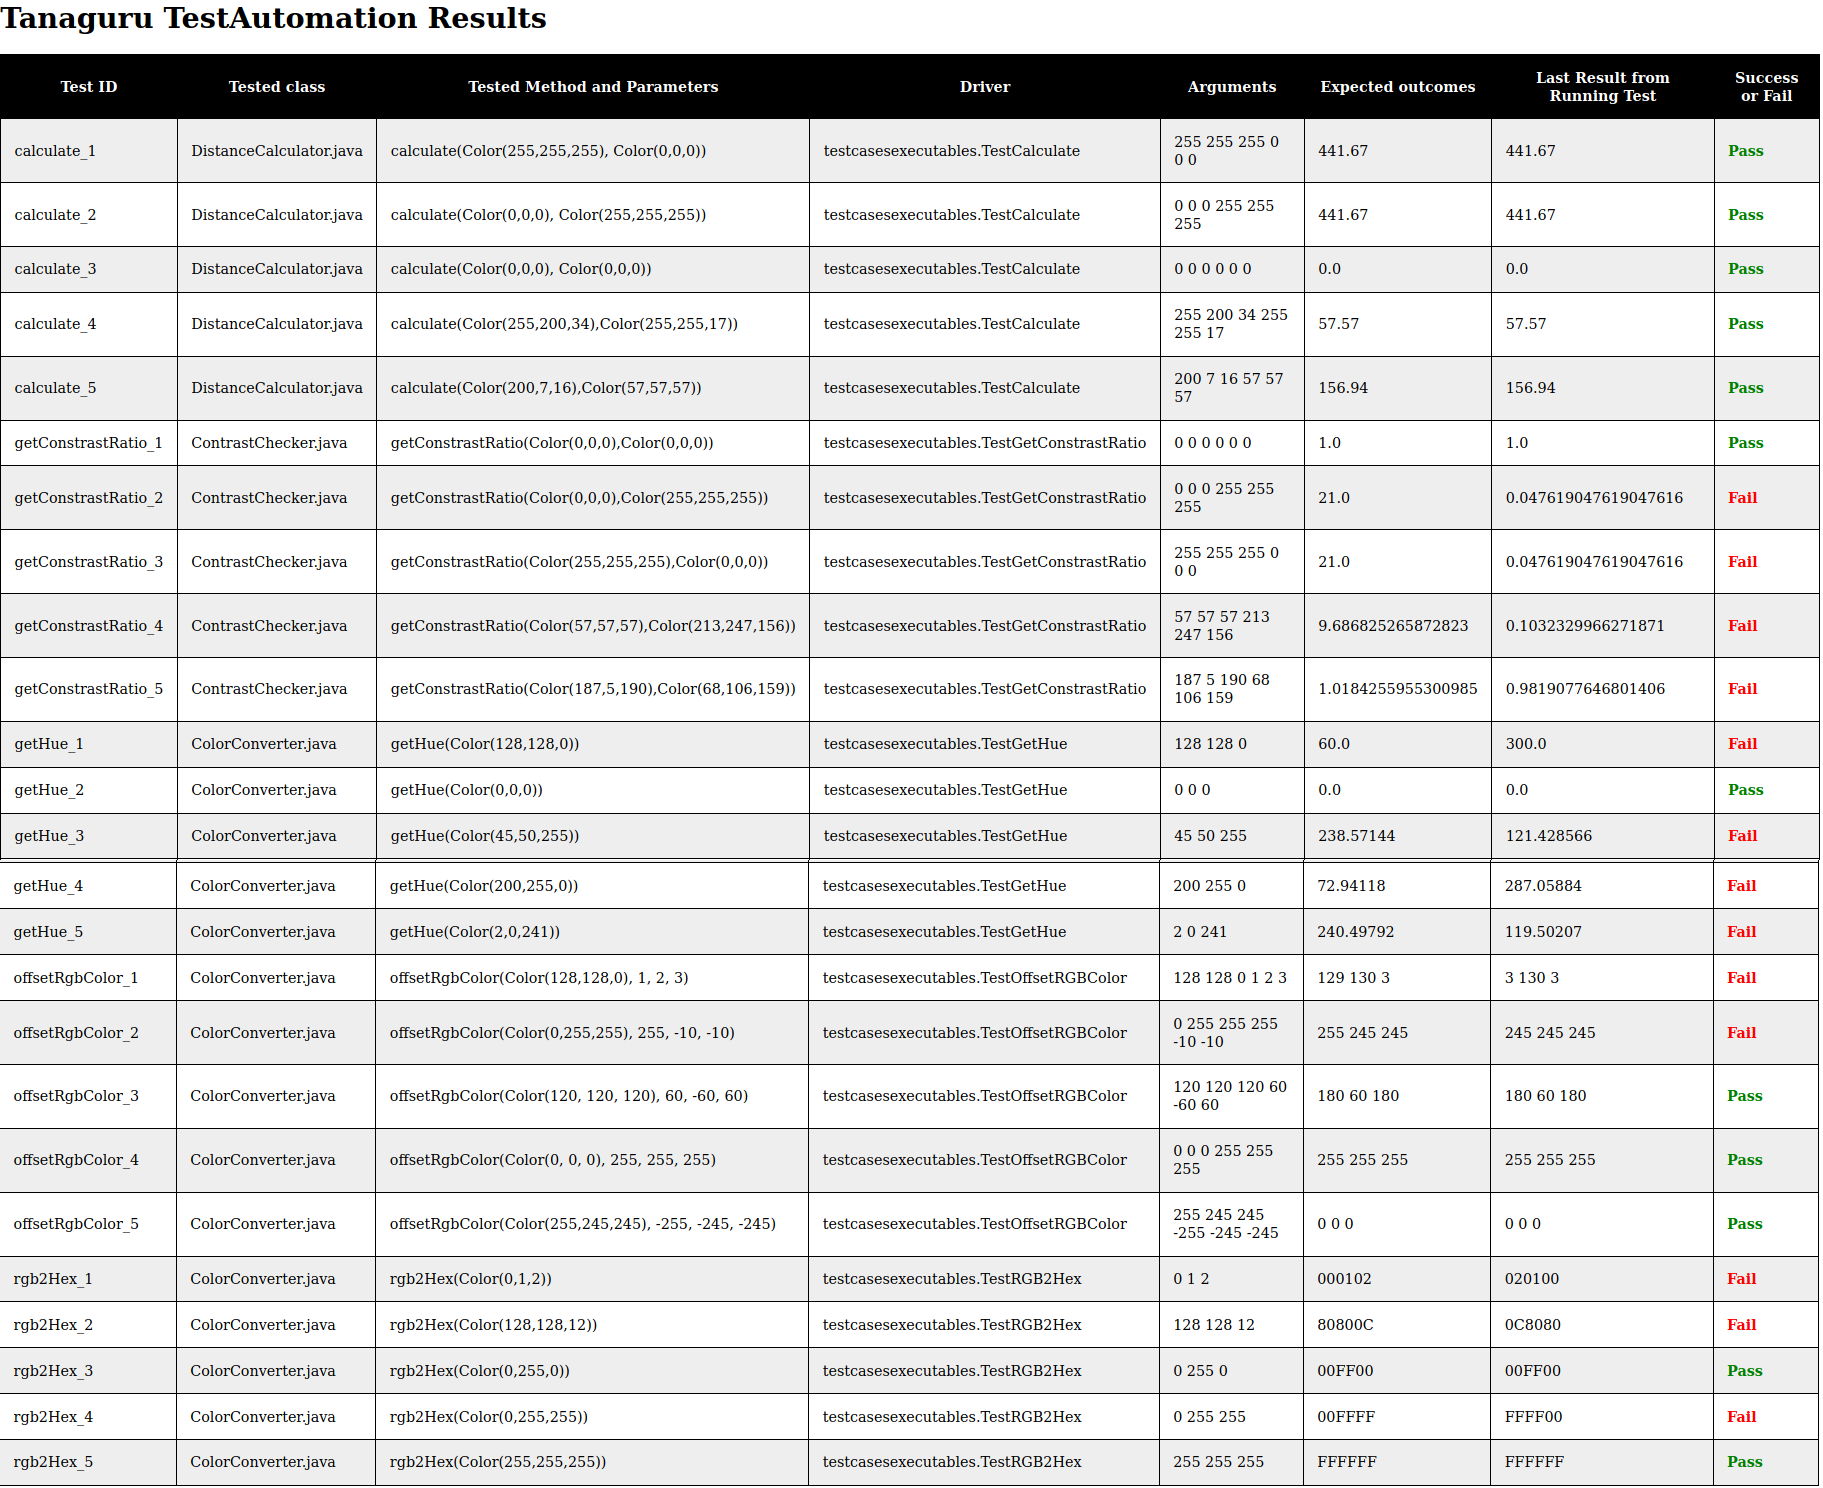 Tanaguru TestAutomation Results
Test ID Tested class Tested Method and Parameters Driver Arguments Expected outcomes Last Result from Running Test Success or Fail
calculate_1 DistanceCalculator.java calculate(Color(255,255,255), Color(0,0,0)) testcasesexecutables.TestCalculate 255 255 255 0 0 0 441.67 441.67 Pass
calculate_2 DistanceCalculator.java calculate(Color(0,0,0), Color(255,255,255)) testcasesexecutables.TestCalculate 0 0 0 255 255 255 441.67 441.67 Pass
calculate_3 DistanceCalculator.java calculate(Color(0,0,0), Color(0,0,0)) testcasesexecutables.TestCalculate 0 0 0 0 0 0 0.0 0.0 Pass
calculate_4 DistanceCalculator.java calculate(Color(255,200,34),Color(255,255,17)) testcasesexecutables.TestCalculate 255 200 34 255 255 17 57.57 57.57 Pass
calculate_5 DistanceCalculator.java calculate(Color(200,7,16),Color(57,57,57)) testcasesexecutables.TestCalculate 200 7 16 57 57 57 156.94 156.94 Pass
getConstrastRatio_1 ContrastChecker.java getConstrastRatio(Color(0,0,0),Color(0,0,0)) testcasesexecutables.TestGetConstrastRatio 0 0 0 0 0 0 1.0 1.0 Pass
getConstrastRatio_2 ContrastChecker.java getConstrastRatio(Color(0,0,0),Color(255,255,255)) testcasesexecutables.TestGetConstrastRatio 0 0 0 255 255 255 21.0 0.047619047619047616 Fail
getConstrastRatio_3 ContrastChecker.java getConstrastRatio(Color(255,255,255),Color(0,0,0)) testcasesexecutables.TestGetConstrastRatio 255 255 255 0 0 0 21.0 0.047619047619047616 Fail
getConstrastRatio_4 ContrastChecker.java getConstrastRatio(Color(57,57,57),Color(213,247,156)) testcasesexecutables.TestGetConstrastRatio 57 57 57 213 247 156 9.686825265872823 0.1032329966271871 Fail
getConstrastRatio_5 ContrastChecker.java getConstrastRatio(Color(187,5,190),Color(68,106,159)) testcasesexecutables.TestGetConstrastRatio 187 5 190 68 106 159 1.0184255955300985 0.9819077646801406 Fail
getHue_1 ColorConverter.java getHue(Color(128,128,0)) testcasesexecutables.TestGetHue 128 128 0 60.0 300.0 Fail
getHue_2 ColorConverter.java getHue(Color(0,0,0)) testcasesexecutables.TestGetHue 0 0 0 0.0 0.0 Pass
getHue_3 ColorConverter.java getHue(Color(45,50,255)) testcasesexecutables.TestGetHue 45 50 255 238.57144 121.428566 Fail
getHue_4 ColorConverter.java getHue(Color(200,255,0)) testcasesexecutables.TestGetHue 200 255 0 72.94118 287.05884 Fail
getHue_5 ColorConverter.java getHue(Color(2,0,241)) testcasesexecutables.TestGetHue 2 0 241 240.49792 119.50207 Fail
offsetRgbColor_1 ColorConverter.java offsetRgbColor(Color(128,128,0), 1, 2, 3) testcasesexecutables.TestOffsetRGBColor 128 128 0 1 2 3 129 130 3 3 130 3 Fail
offsetRgbColor_2 ColorConverter.java offsetRgbColor(Color(0,255,255), 255, -10, -10) testcasesexecutables.TestOffsetRGBColor 0 255 255 255 -10 -10 255 245 245 245 245 245 Fail
offsetRgbColor_3 ColorConverter.java offsetRgbColor(Color(120, 120, 120), 60, -60, 60) testcasesexecutables.TestOffsetRGBColor 120 120 120 60 -60 60 180 60 180 180 60 180 Pass
offsetRgbColor_4 ColorConverter.java offsetRgbColor(Color(0, 0, 0), 255, 255, 255) testcasesexecutables.TestOffsetRGBColor 0 0 0 255 255 255 255 255 255 255 255 255 Pass
offsetRgbColor_5 ColorConverter.java offsetRgbColor(Color(255,245,245), -255, -245, -245) testcasesexecutables.TestOffsetRGBColor 255 245 245 -255 -245 -245 0 0 0 0 0 0 Pass
rgb2Hex_1 ColorConverter.java rgb2Hex(Color(0,1,2)) testcasesexecutables.TestRGB2Hex 0 1 2 000102 020100 Fail
rgb2Hex_2 ColorConverter.java rgb2Hex(Color(128,128,12)) testcasesexecutables.TestRGB2Hex 128 128 12 80800C 0C8080 Fail
rgb2Hex_3 ColorConverter.java rgb2Hex(Color(0,255,0)) testcasesexecutables.TestRGB2Hex 0 255 0 00FF00 00FF00 Pass
rgb2Hex_4 ColorConverter.java rgb2Hex(Color(0,255,255)) testcasesexecutables.TestRGB2Hex 0 255 255 00FFFF FFFF00 Fail
rgb2Hex_5 ColorConverter.java rgb2Hex(Color(255,255,255)) testcasesexecutables.TestRGB2Hex 255 255 255 FFFFFF FFFFFF Pass